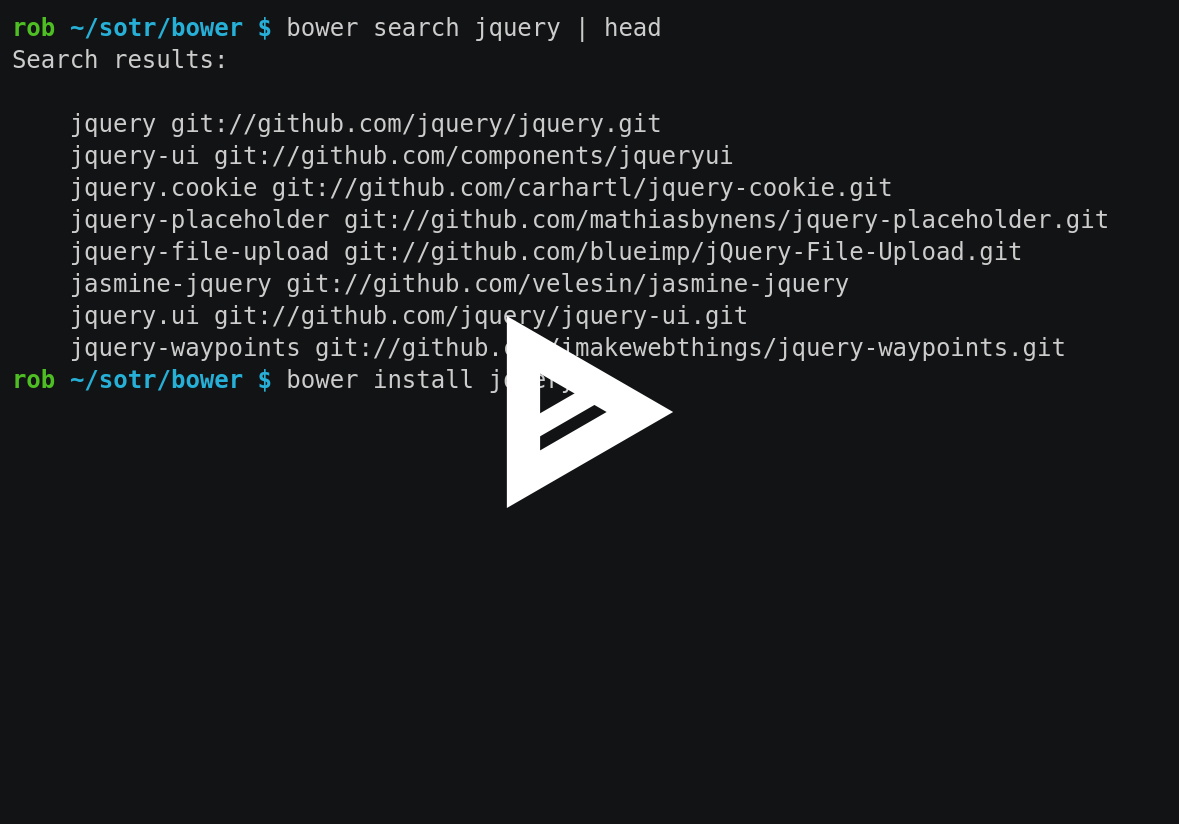 rob ~/sotr/bower $ bower search jquery | head
Search results:
jquery git://github.com/jquery/jquery.git
jquery-ui git://github.com/components/jqueryui
jquery.cookie git://github.com/carhartl/jquery-cookie.git
jquery-placeholder git://github.com/mathiasbynens/jquery-placeholder.git
jquery-file-upload git://github.com/blueimp/jQuery-File-Upload.git
jasmine-jquery git://github.com/velesin/jasmine-jquery
jquery.ui git://github.com/jquery/jquery-ui.git
jquery-waypoints git://github.com/imakewebthings/jquery-waypoints.git
rob ~/sotr/bower $ bower install